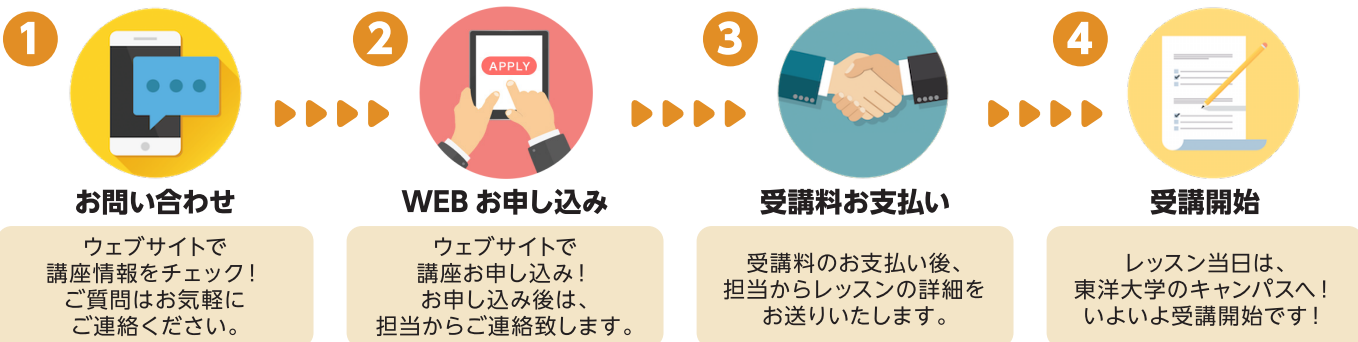 1
お問い合わせ
ウェブサイトで
講座情報をチェック!
ご質問はお気軽に
ご連絡ください。
2
APPLY
WEB お申し込み
ウェブサイトで
講座お申し込み!
お申し込み後は、
担当からご連絡致します。
3
受講料お支払い
受講料のお支払い後、
担当からレッスンの詳細を
お送りいたします。
4
受講開始
レッスン当日は、
東洋大学のキャンパスへ!
いよいよ受講開始です!